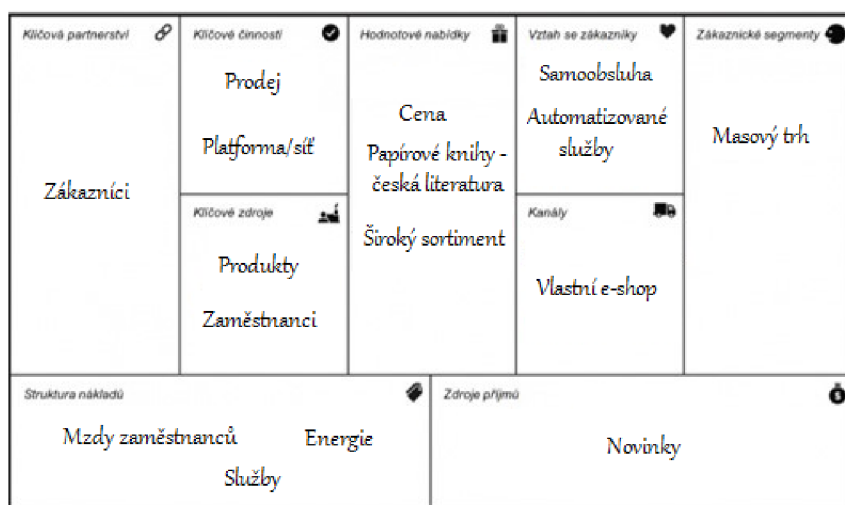 Klíčová partnerství
Zákazníci
Klíčové činnosti
Prodej
Platforma/síť
Klíčové zdroje
Produkty
Zaměstnanci
Hodnotové nabídky
Cena
Papírové knihy -
česká literatura
Široký sortiment
Vztah se zákazníky
Samoobsluha
Automatizované
služby
Kanály
Vlastní e-shop
Zákaznické segmenty
Masový trh
Struktura nákladů
Mzdy zaměstnanců
Energie
Služby
Zdroje příjmů
Novinky